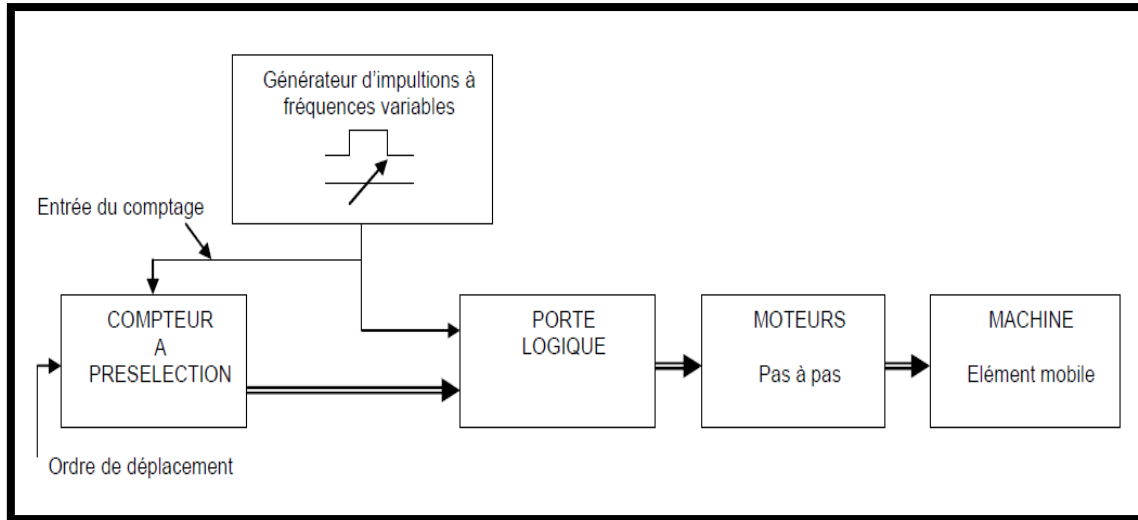 Générateur d'impultions à
fréquences variables
Entrée du comptage
COMPTEUR
A
PRESELECTION
PORTE
LOGIQUE
MOTEURS
Pas à pas
MACHINE
Elément mobile
Ordre de déplacement